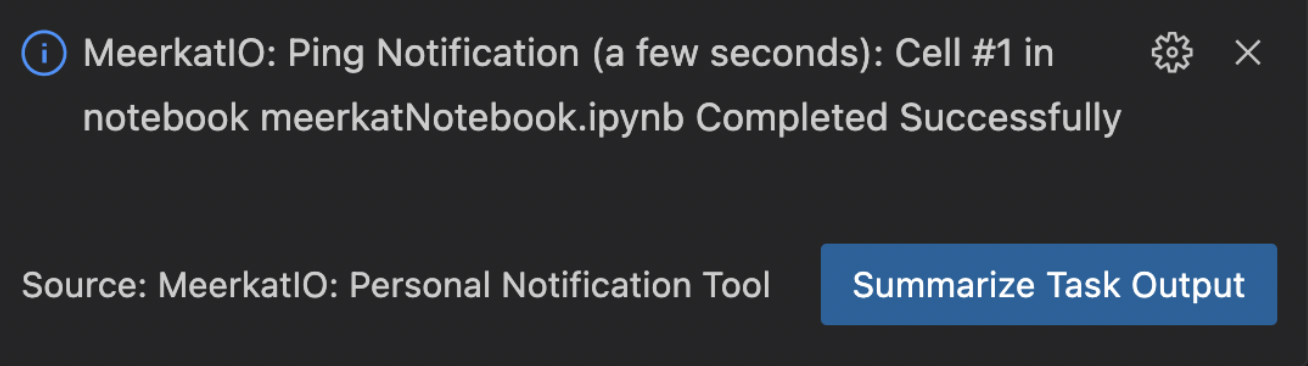 MeerkatIO: Ping Notification (a few seconds): Cell #1 in
notebook meerkatNotebook.ipynb Completed Successfully
Source: MeerkatIO: Personal Notification Tool
Summarize Task Output